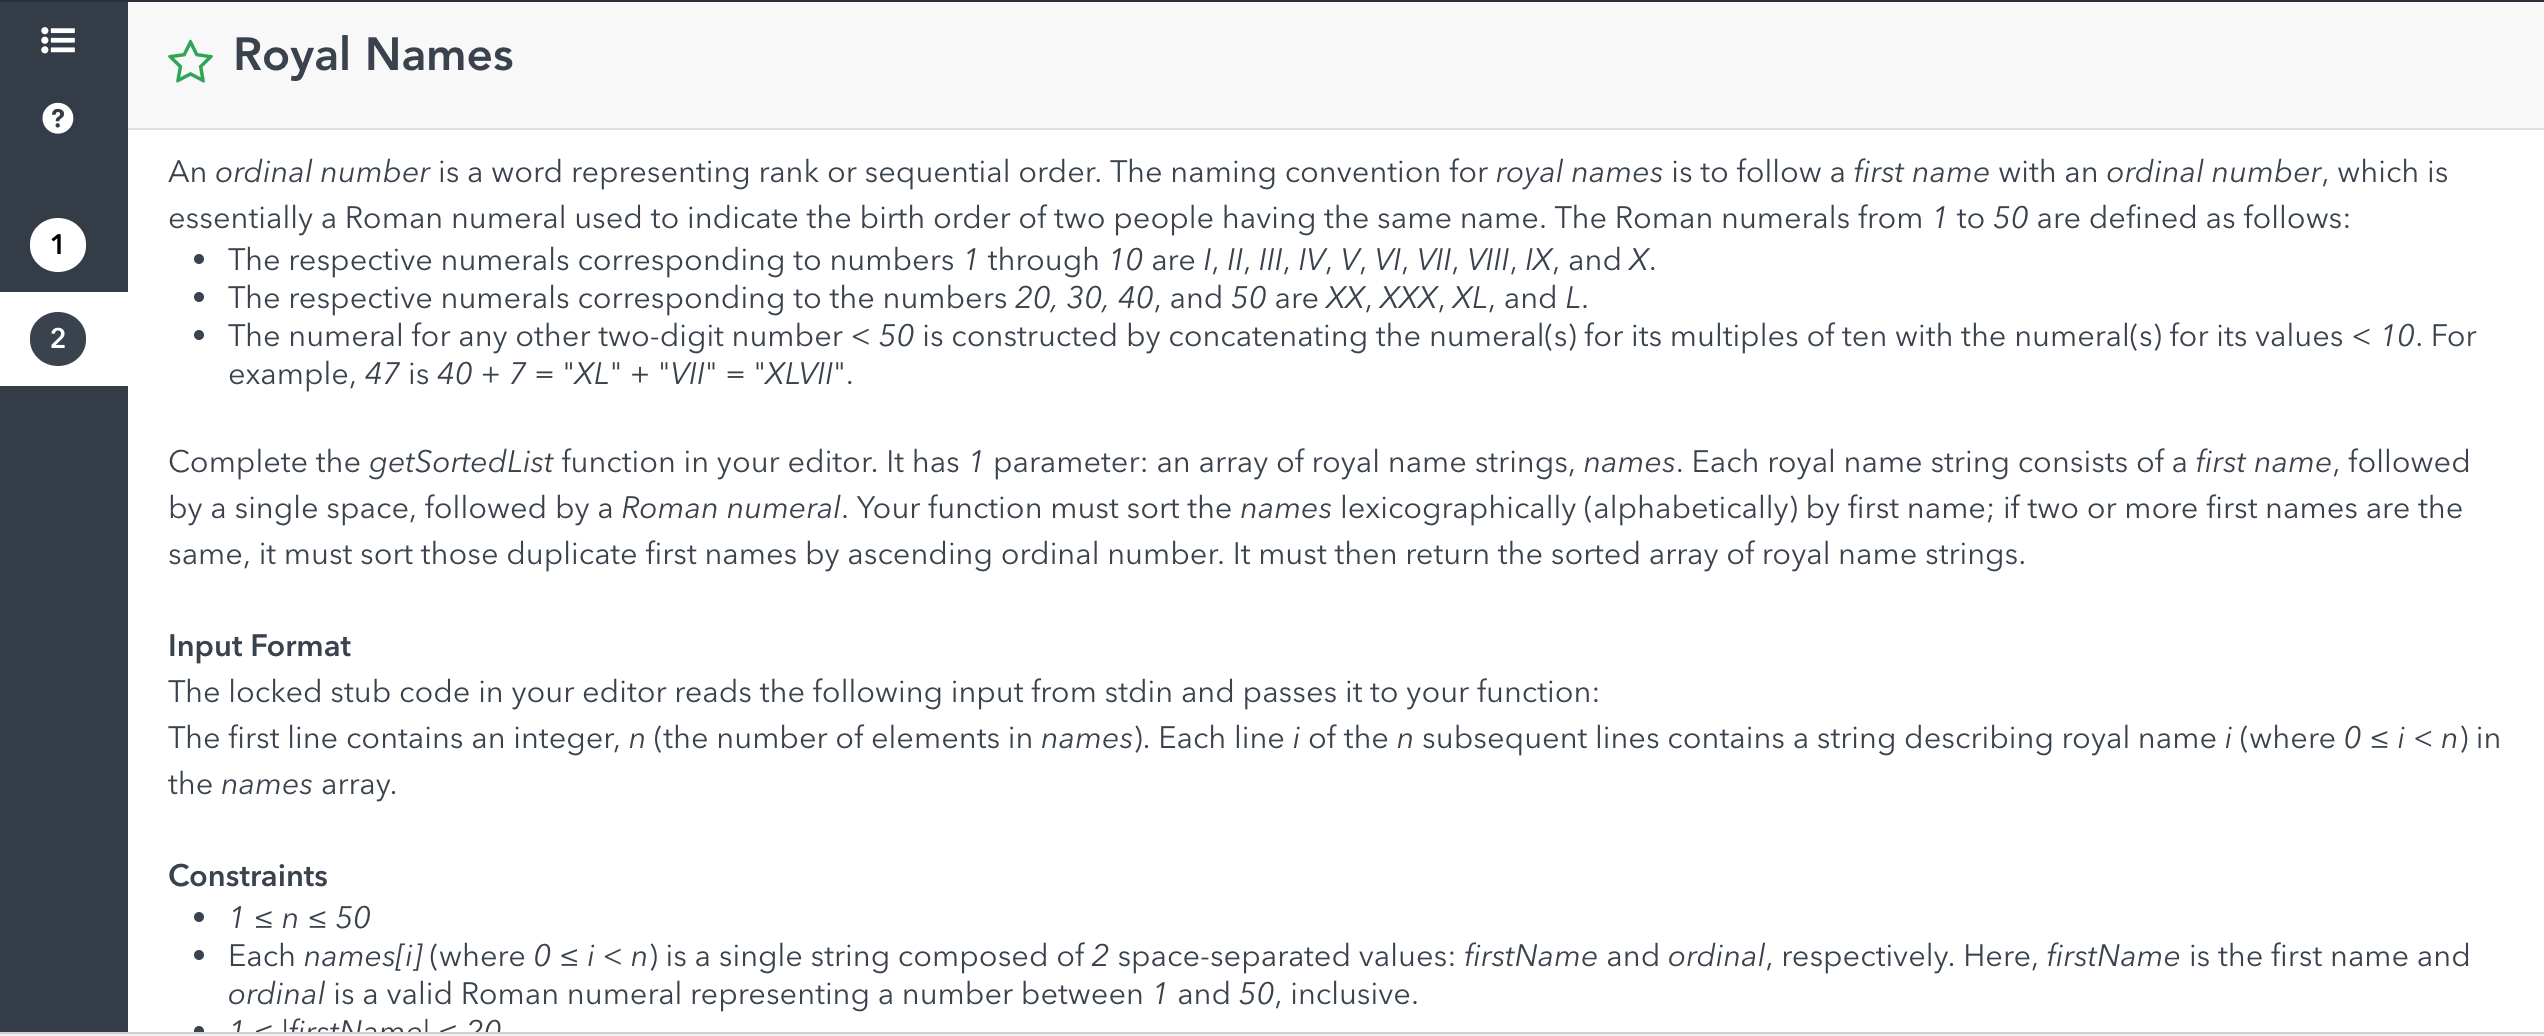 Royal Names
?
1
2
An ordinal number is a word representing rank or sequential order. The naming convention for royal names is to follow a first name with an ordinal number, which is
essentially a Roman numeral used to indicate the birth order of two people having the same name. The Roman numerals from 1 to 50 are defined as follows:
• The respective numerals corresponding to numbers 1 through 10 are I, II, III, IV, V, VI, VII, VIII, IX, and X.
• The respective numerals corresponding to the numbers 20, 30, 40, and 50 are XX, XXX, XL, and L.
• The numeral for any other two-digit number < 50 is constructed by concatenating the numeral(s) for its multiples of ten with the numeral(s) for its values < 10. For
example, 47 is 40 + 7 = "XL" + "VII" = "XLVII".
Complete the getSortedList function in your editor. It has 1 parameter: an array of royal name strings, names. Each royal name string consists of a first name, followed
by a single space, followed by a Roman numeral. Your function must sort the names lexicographically (alphabetically) by first name; if two or more first names are the
same, it must sort those duplicate first names by ascending ordinal number. It must then return the sorted array of royal name strings.
Input Format
The locked stub code in your editor reads the following input from stdin and passes it to your function:
The first line contains an integer, n (the number of elements in names). Each line i of the n subsequent lines contains a string describing royal name i (where 0 ≤ i < n) in
the names array.
Constraints
• 1 ≤ n ≤ 50
• Each names[i] (where 0 ≤ i < n) is a single string composed of 2 space-separated values: firstName and ordinal, respectively. Here, firstName is the first name and
ordinal is a valid Roman numeral representing a number between 1 and 50, inclusive.
• 1 ≤ |firstName| ≤ 20